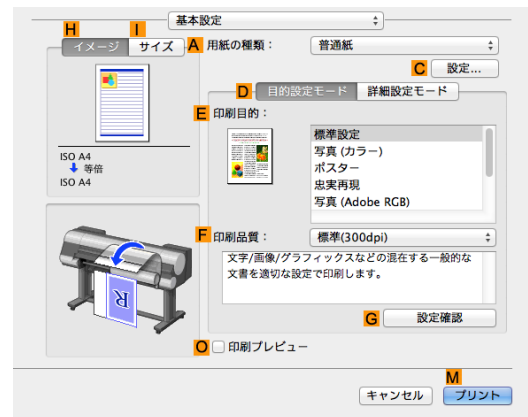 基本設定
H
I
イメージ
サイズ
A
用紙の種類：
普通紙
C
設定...
D
目的設定モード
詳細設定モード
E
印刷目的：
標準設定
写真 (カラー)
ポスター
忠実再現
写真 (Adobe RGB)
ISO A4
等倍
ISO A4
F
印刷品質：
標準(300dpi)
文字/画像/グラフィックスなどの混在する一般的な
文書を適切な設定で印刷します。
R
G
設定確認
O
印刷プレビュー
M
キャンセル
プリント